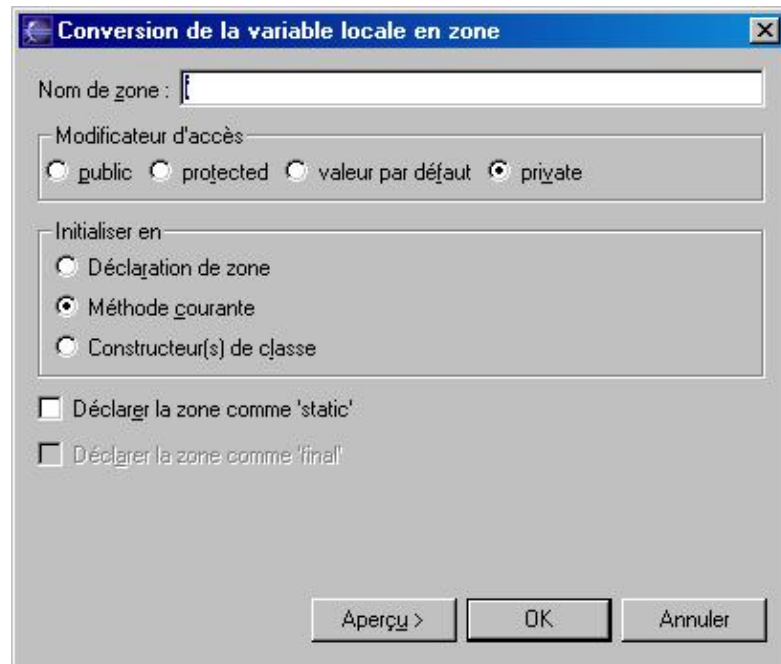 Conversion de la variable locale en zone
Nom de zone :
Modificateur d'accès
public protected valeur par défaut private
Initialiser en
Déclaration de zone
Méthode courante
Constructeur(s) de classe
Déclarer la zone comme 'static'
Déclarer la zone comme 'final'
Aperçu > OK Annuler